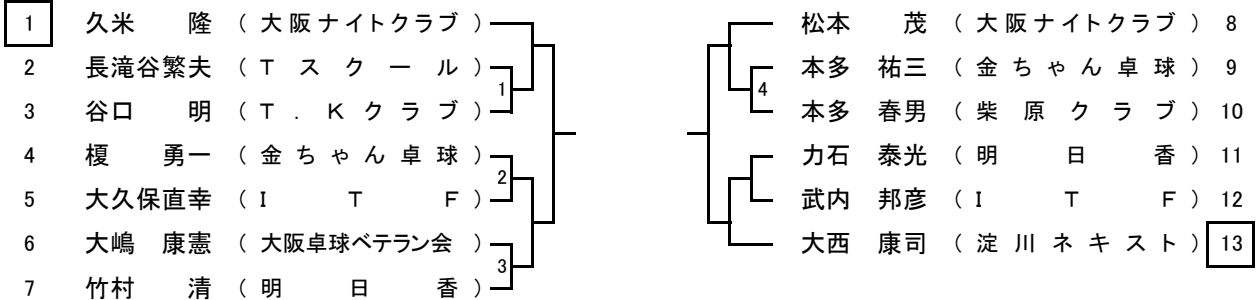 1 久米 隆 (大阪ナイトクラブ)
2 長滝谷繁夫 (Tスクール)
1
3 谷口 明 (T.Kクラブ)
4 榎 勇一 (金ちゃん卓球)
2
5 大久保直幸 (ITF)
6 大嶋 康憲 (大阪卓球ベテラン会)
3
7 竹村 清 (明日香)
松本 茂 (大阪ナイトクラブ) 8
本多 祐三 (金ちゃん卓球) 9
4
本多 春男 (柴原クラブ) 10
力石 泰光 (明日香) 11
武内 邦彦 (ITF) 12
大西 康司 (淀川ネキスト) 13